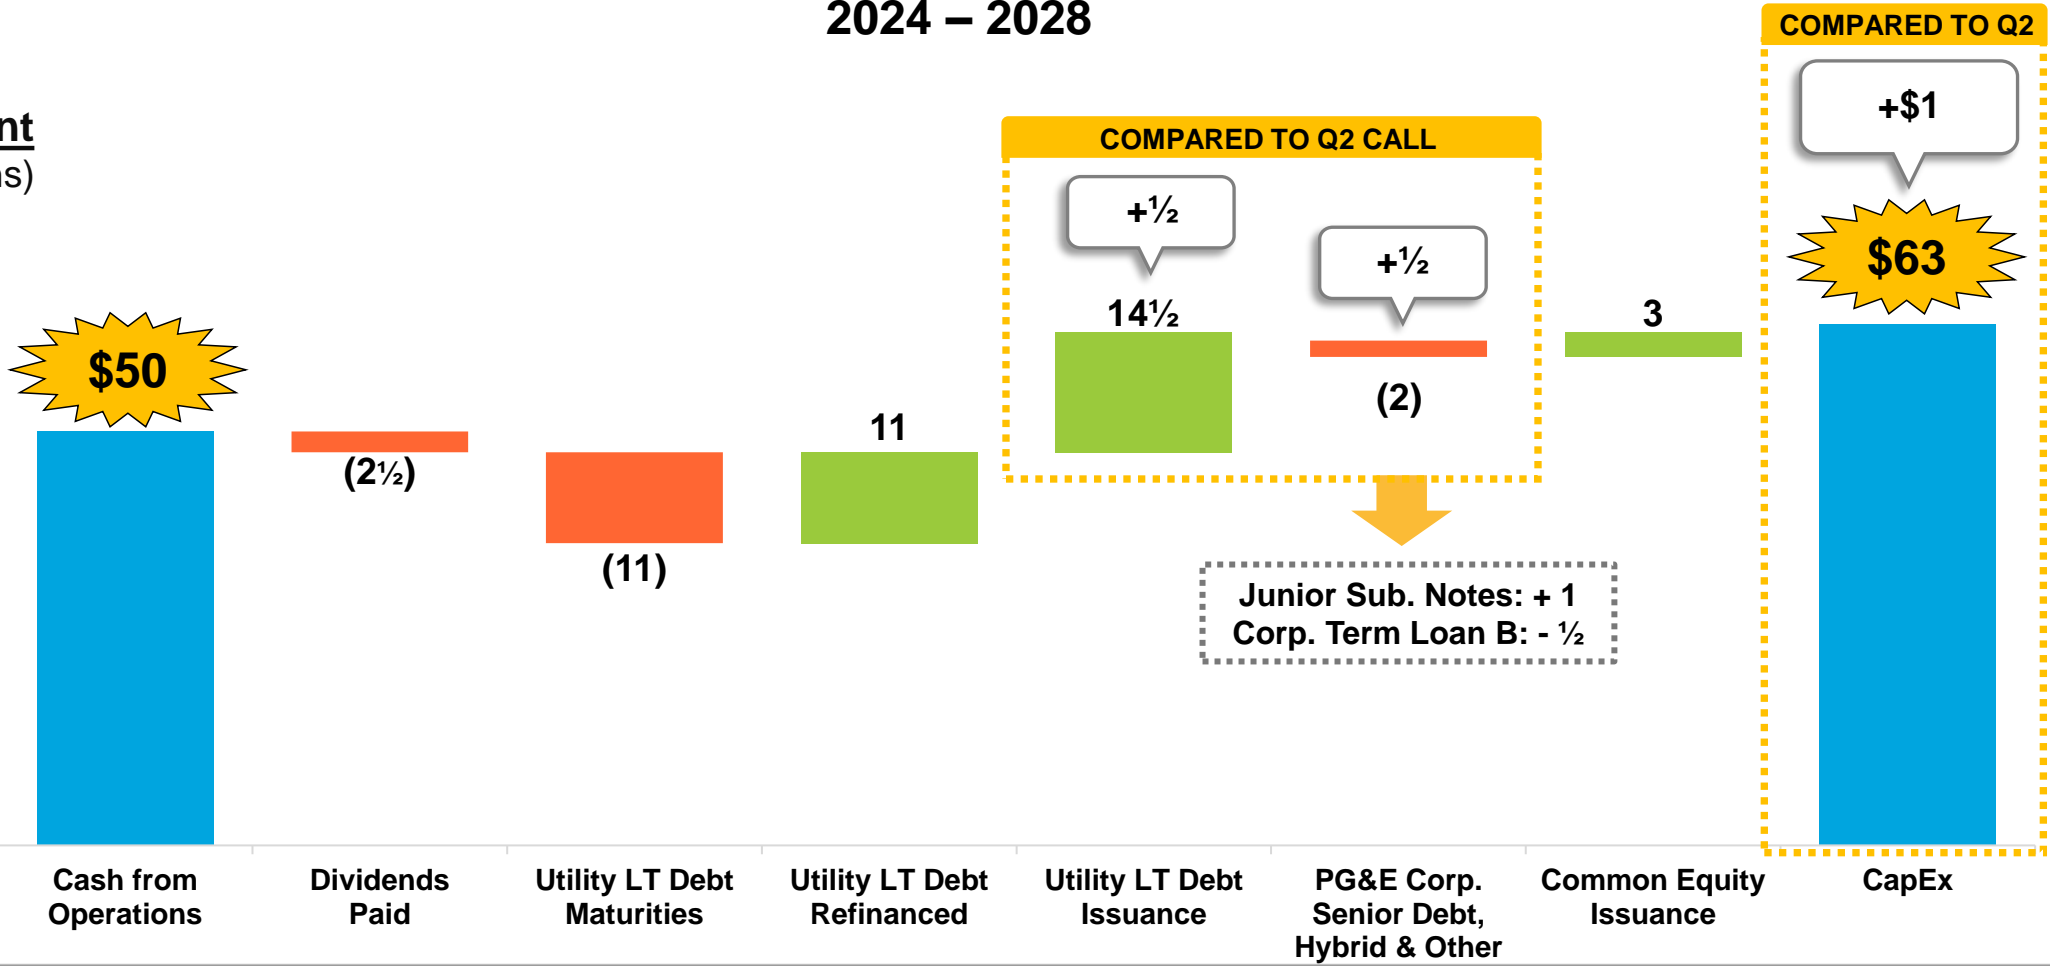 2024 – 2028
COMPARED TO Q2
+$1
COMPARED TO Q2 CALL
+½
+½
$63
14½
3
$50
(2)
11
(2½)
(11)
Junior Sub. Notes: + 1
Corp. Term Loan B: - ½
Cash from
Operations
Dividends
Paid
Utility LT Debt
Maturities
Utility LT Debt
Refinanced
Utility LT Debt
Issuance
PG&E Corp.
Senior Debt,
Hybrid & Other
Common Equity
Issuance
CapEx